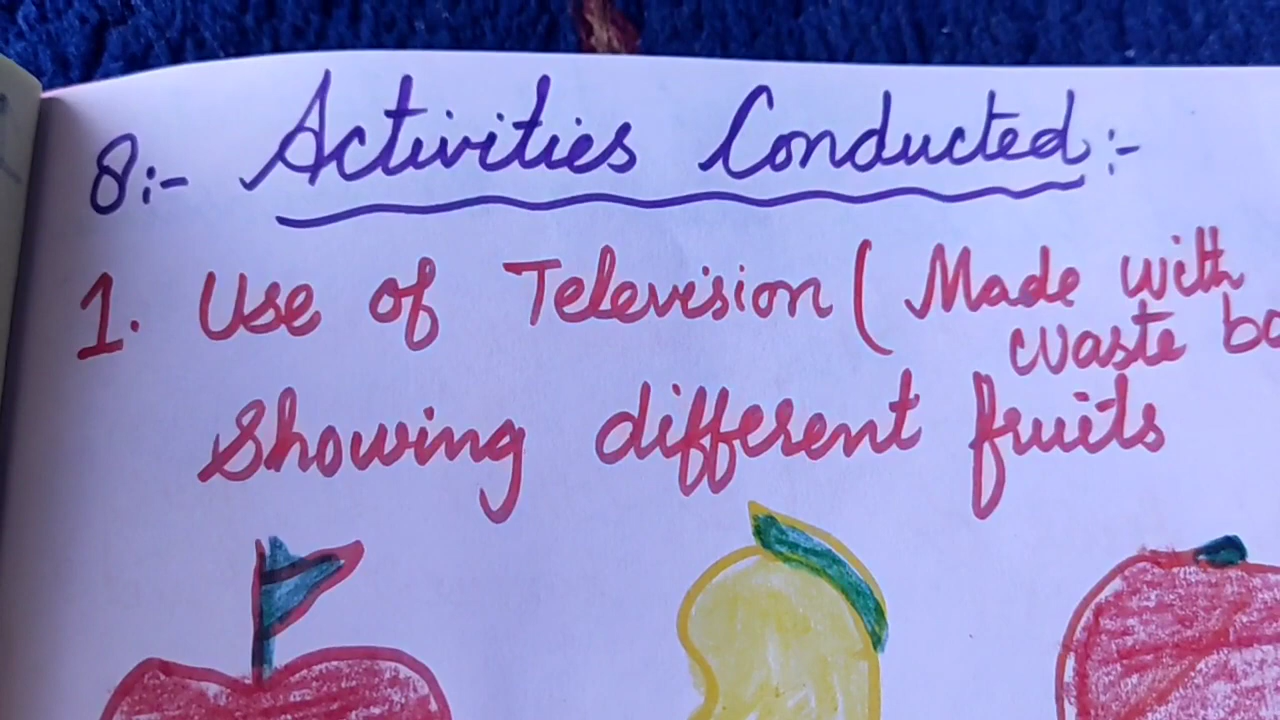 8:- Activities Conducted:-
1. Use of Television (Made with
waste
Showing different fruits